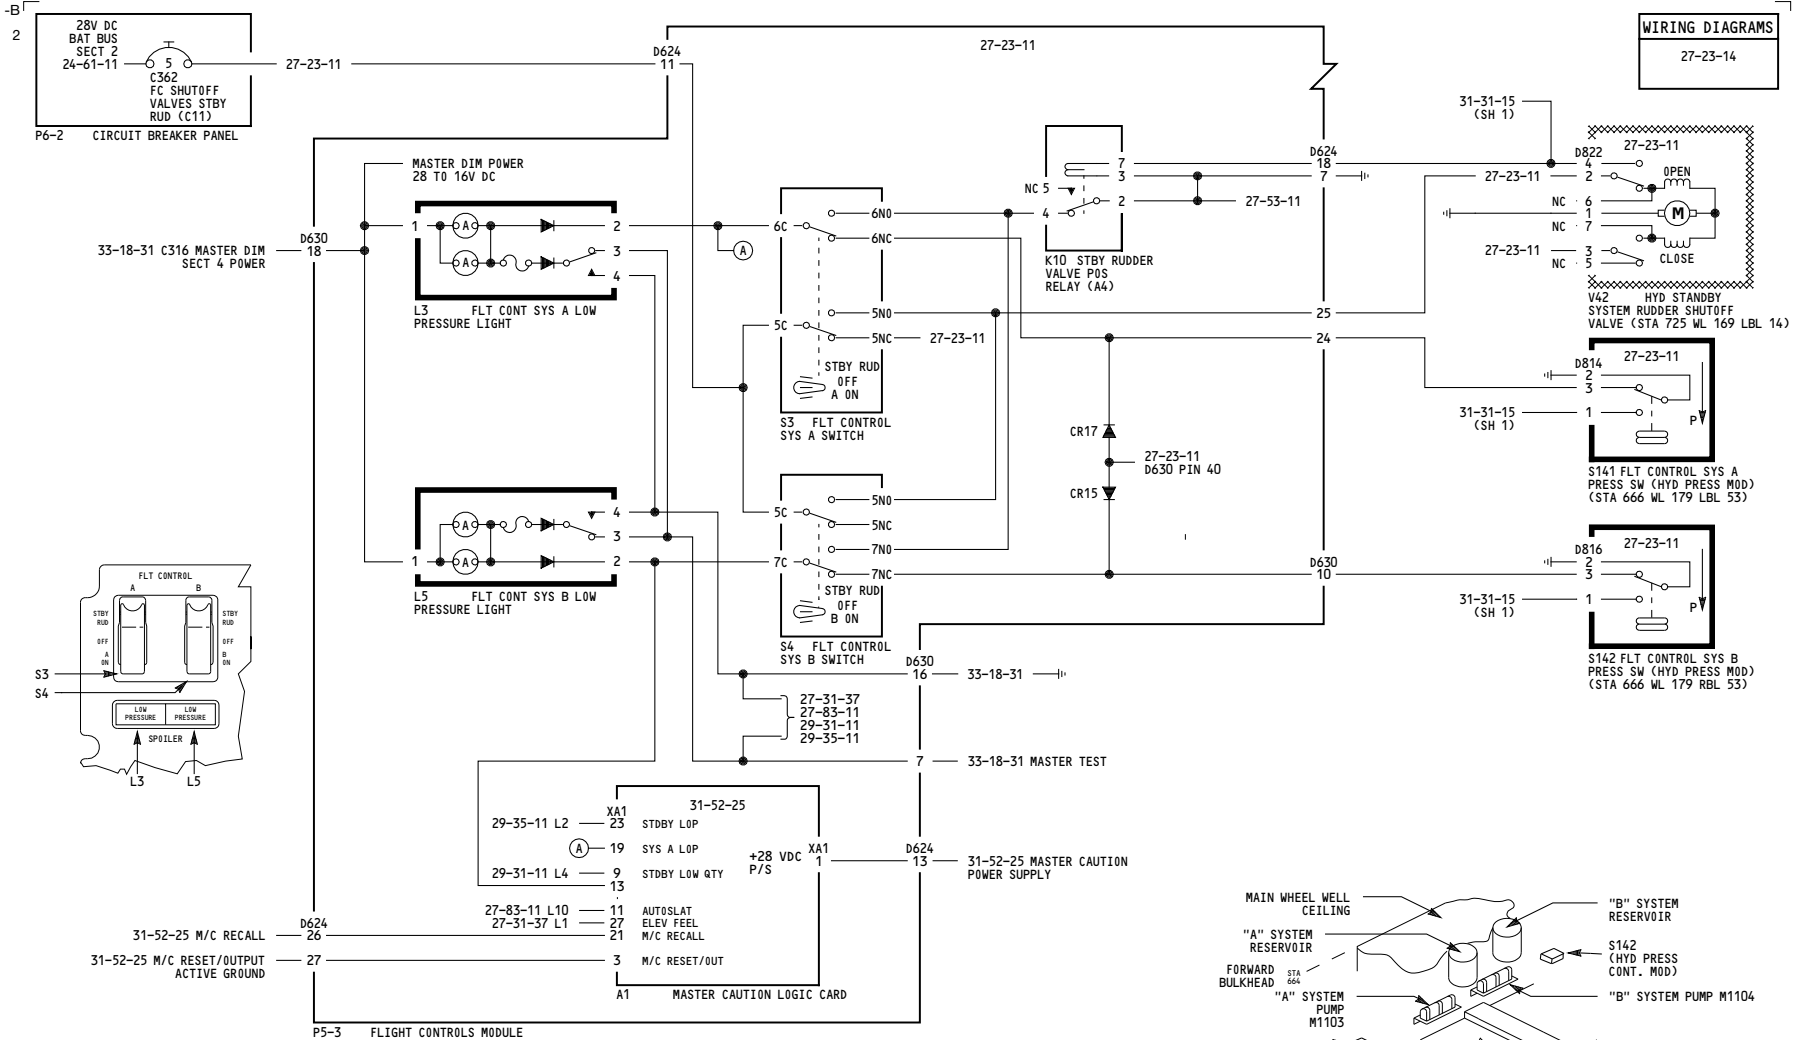 -B
2
28V DC
BAT BUS
SECT 2
24-61-11
5
C362
FC SHUTOFF
VALVES STBY
RUD (C11)
P6-2 CIRCUIT BREAKER PANEL
27-23-11
D624
11
27-23-11
WIRING DIAGRAMS
27-23-14
MASTER DIM POWER
28 TO 16V DC
33-18-31 C316 MASTER DIM
SECT 4 POWER
D630
18
1
A
A
2
3
4
L3 FLT CONT SYS A LOW
PRESSURE LIGHT
A
6C
6NO
6NC
5C
5NO
5NC
27-23-11
STBY RUD
OFF
A ON
S3 FLT CONTROL
SYS A SWITCH
7
3
NC 5
4
2
K10 STBY RUDDER
VALVE POS
RELAY (A4)
27-53-11
D624
18
7
25
24
31-31-15
(SH 1)
27-23-11
D822
4
27-23-11
2
NC 6
1
NC 7
27-23-11
3
NC 5
OPEN
M
CLOSE
V42 HYD STANDBY
SYSTEM RUDDER SHUTOFF
VALVE (STA 725 WL 169 LBL 14)
27-23-11
D814
2
3
31-31-15
(SH 1)
1
P
S141 FLT CONTROL SYS A
PRESS SW (HYD PRESS MOD)
(STA 666 WL 179 LBL 53)
CR17
27-23-11
D630 PIN 40
CR15
1
A
A
4
3
2
L5 FLT CONT SYS B LOW
PRESSURE LIGHT
5C
5NO
5NC
7NO
7C
7NC
STBY RUD
OFF
B ON
S4 FLT CONTROL
SYS B SWITCH
D630
10
27-23-11
D816
2
3
31-31-15
(SH 1)
1
P
S142 FLT CONTROL SYS B
PRESS SW (HYD PRESS MOD)
(STA 666 WL 179 RBL 53)
FLT CONTROL
A
B
STBY
RUD
OFF
A
ON
STBY
RUD
OFF
B
ON
S3
S4
LOW
PRESSURE
LOW
PRESSURE
SPOILER
L3
L5
D630
16
33-18-31
27-31-37
27-83-11
29-31-11
29-35-11
7
33-18-31 MASTER TEST
31-52-25
XA1
29-35-11 L2 23 STDBY LOP
A 19 SYS A LOP
29-31-11 L4 9 STDBY LOW QTY
13
27-83-11 L10 11 AUTOSLAT
27-31-37 L1 27 ELEV FEEL
21 M/C RECALL
3 M/C RESET/OUT
+28 VDC
P/S
XA1
1
D624
13
31-52-25 MASTER CAUTION
POWER SUPPLY
A1 MASTER CAUTION LOGIC CARD
D624
31-52-25 M/C RECALL 26
31-52-25 M/C RESET/OUTPUT
ACTIVE GROUND
27
P5-3 FLIGHT CONTROLS MODULE
MAIN WHEEL WELL
CEILING
"B" SYSTEM
RESERVOIR
"A" SYSTEM
RESERVOIR
S142
(HYD PRESS
CONT. MOD)
FORWARD
BULKHEAD
STA
664
"A" SYSTEM
PUMP
M1103
"B" SYSTEM PUMP M1104